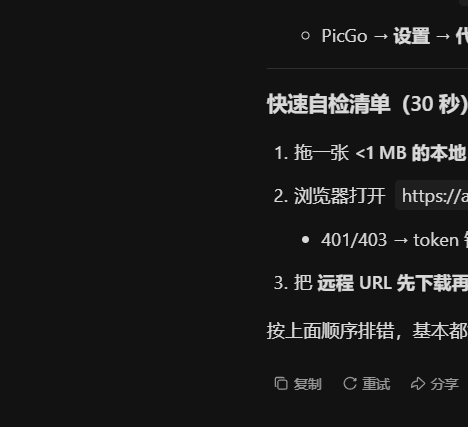 PicGo → 设置 →
快速自检清单（30 秒）
1. 拖一张 <1 MB 的本地
2. 浏览器打开 https://a
401/403 → token
3. 把 远程 URL 先下载再
按上面顺序排错，基本都
复制 重试 分享